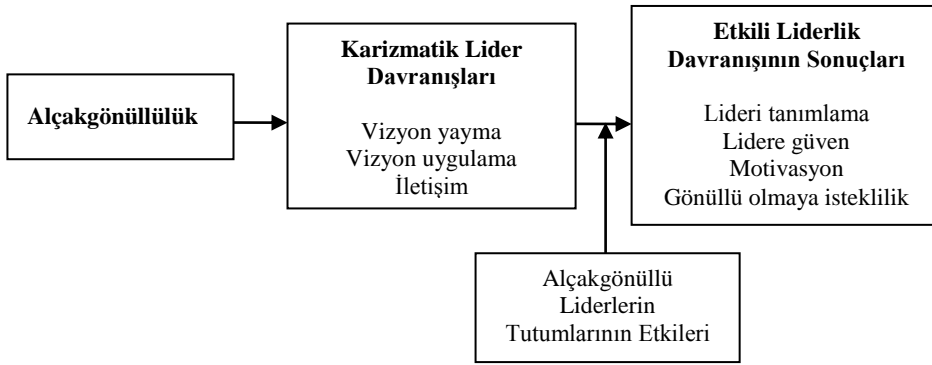 Alçakgönüllülük
Karizmatik Lider
Davranışları
Vizyon yayma
Vizyon uygulama
İletişim
Etkili Liderlik
Davranışının Sonuçları
Lideri tanımlama
Lidere güven
Motivasyon
Gönüllü olmaya isteklilik
Alçakgönüllü
Liderlerin
Tutumlarının Etkileri